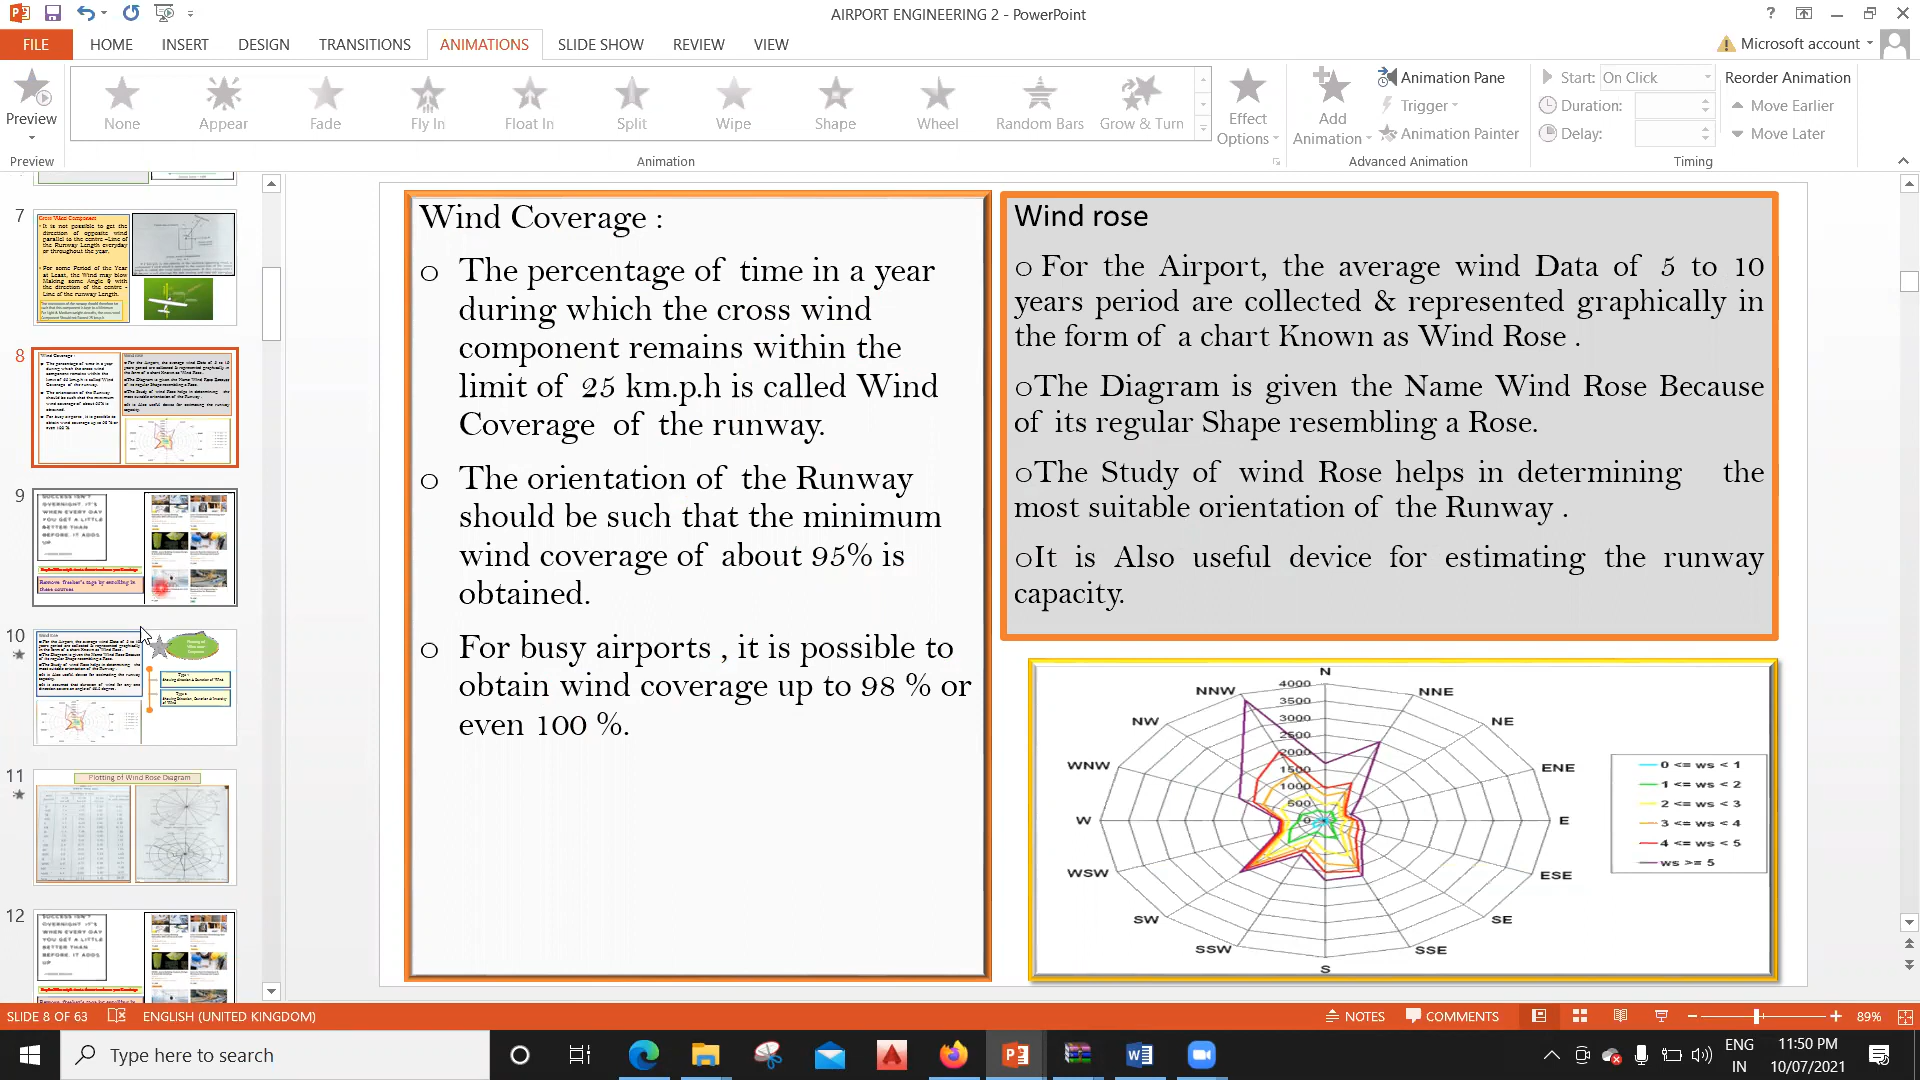 AIRPORT ENGINEERING 2 - PowerPoint
FILE HOME INSERT DESIGN TRANSITIONS ANIMATIONS SLIDE SHOW REVIEW VIEW
Microsoft account
Preview
None Appear Fade Fly In Float In Split Wipe Shape Wheel Random Bars Grow & Turn
Effect
Options
Add
Animation
Animation Pane
Trigger
Animation Painter
Start: On Click
Duration:
Delay:
Reorder Animation
Move Earlier
Move Later
Preview Animation Advanced Animation Timing
7
Cross Wind Component
8
9
10
11
Plotting of Wind Rose Diagram
12
Wind Coverage :
o The percentage of time in a year
during which the cross wind
component remains within the
limit of 25 km.p.h is called Wind
Coverage of the runway.
o The orientation of the Runway
should be such that the minimum
wind coverage of about 95% is
obtained.
o For busy airports , it is possible to
obtain wind coverage up to 98 % or
even 100 %.
Wind rose
o For the Airport, the average wind Data of 5 to 10
years period are collected & represented graphically in
the form of a chart Known as Wind Rose .
oThe Diagram is given the Name Wind Rose Because
of its regular Shape resembling a Rose.
oThe Study of wind Rose helps in determining the
most suitable orientation of the Runway .
oIt is Also useful device for estimating the runway
capacity.
N
NNW 4000 NNE
3500
NW 3000 NE
2500
2000
WNW 1500 ENE
1000
500
W 0 E
WSW ESE
SW SE
SSW SSE
S
0 <= ws < 1
1 <= ws < 2
2 <= ws < 3
3 <= ws < 4
4 <= ws < 5
ws >= 5
SLIDE 8 OF 63 ENGLISH (UNITED KINGDOM) NOTES COMMENTS 89%
Type here to search
ENG
IN
11:50 PM
10/07/2021